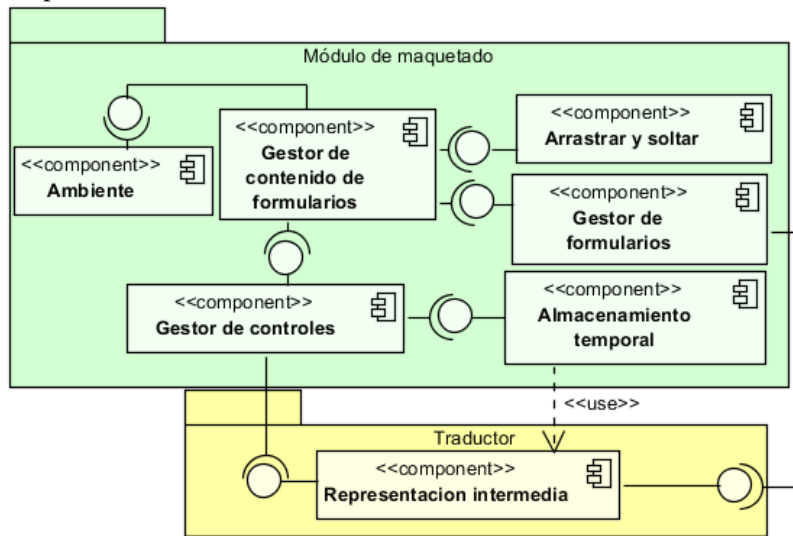 Módulo de maquetado
<<component>>
Ambiente
<<component>>
Gestor de
contenido de
formularios
<<component>>
Arrastrar y soltar
<<component>>
Gestor de
formularios
<<component>>
Gestor de controles
<<component>>
Almacenamiento
temporal
<<use>>
Traductor
<<component>>
Representacion intermedia